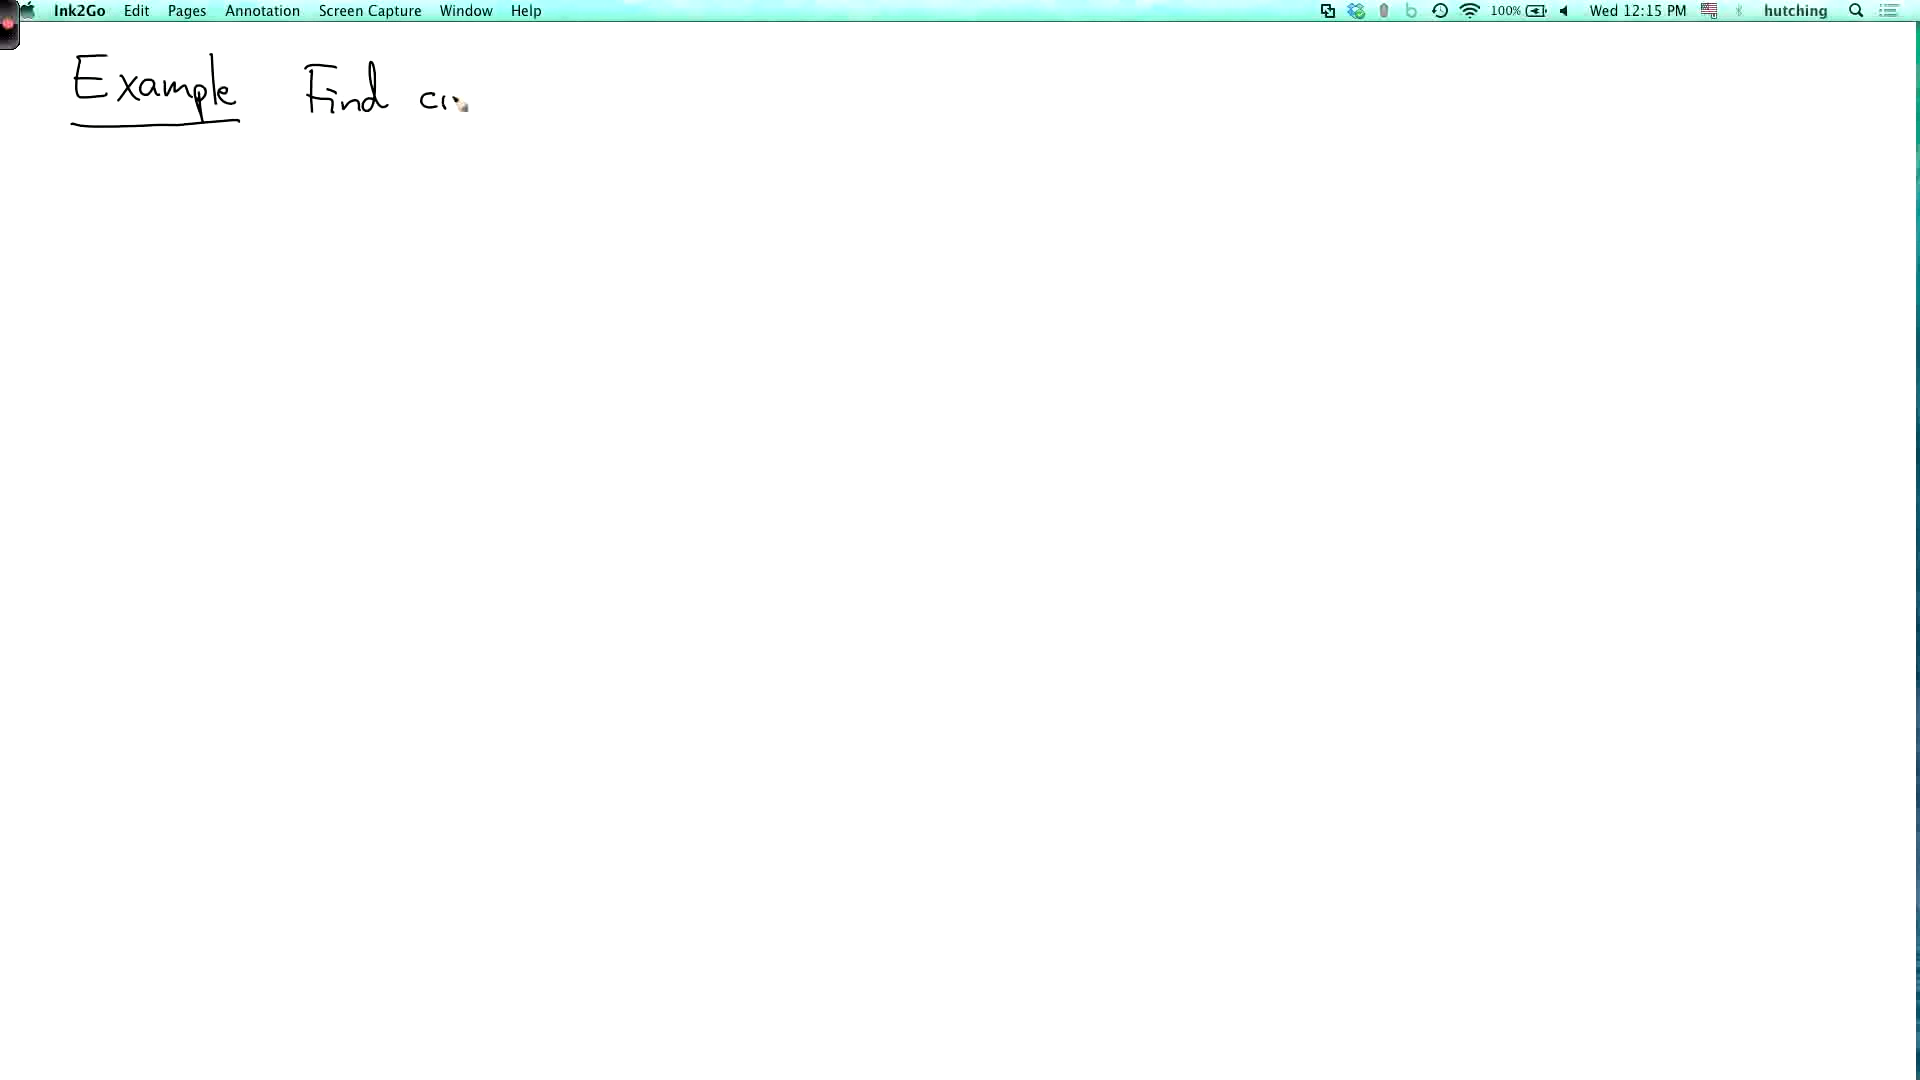 Ink2Go Edit Pages Annotation Screen Capture Window Help 100% Wed 12:15 PM hutching
Example Find